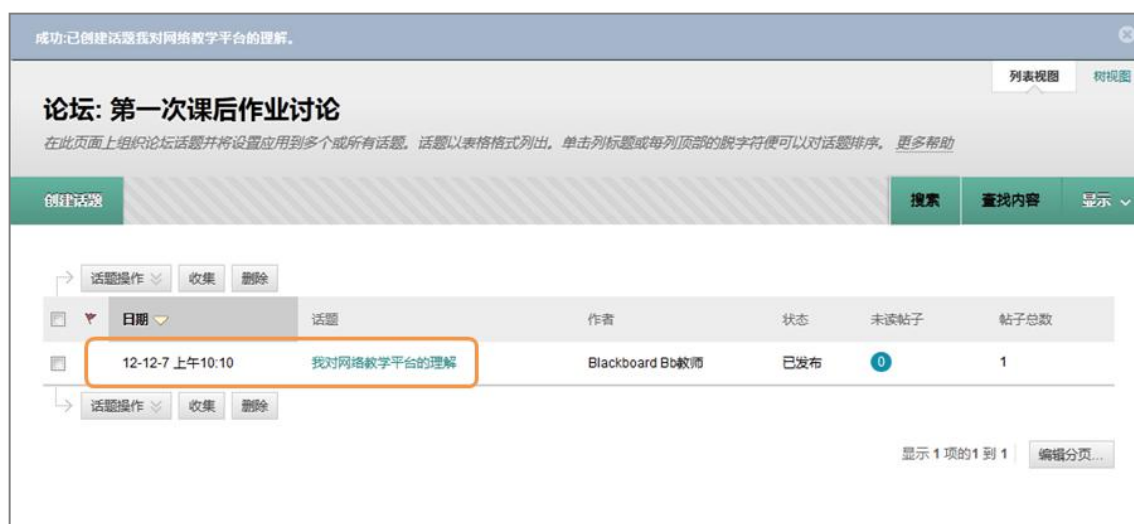 成功:已创建话题我对网络教学平台的理解。
列表视图 树视图
论坛: 第一次课后作业讨论
在此页面上组织论坛话题并将设置应用到多个或所有话题。话题以表格格式列出。单击列标题或每列顶部的脱字符便可以对话题排序。 更多帮助
创建话题 搜索 查找内容 显示
话题操作 收集 删除
日期 话题 作者 状态 未读帖子 帖子总数
12-12-7 上午10:10 我对网络教学平台的理解 Blackboard Bb教师 已发布 0 1
话题操作 收集 删除
显示 1 项的1 到 1 编辑分页...